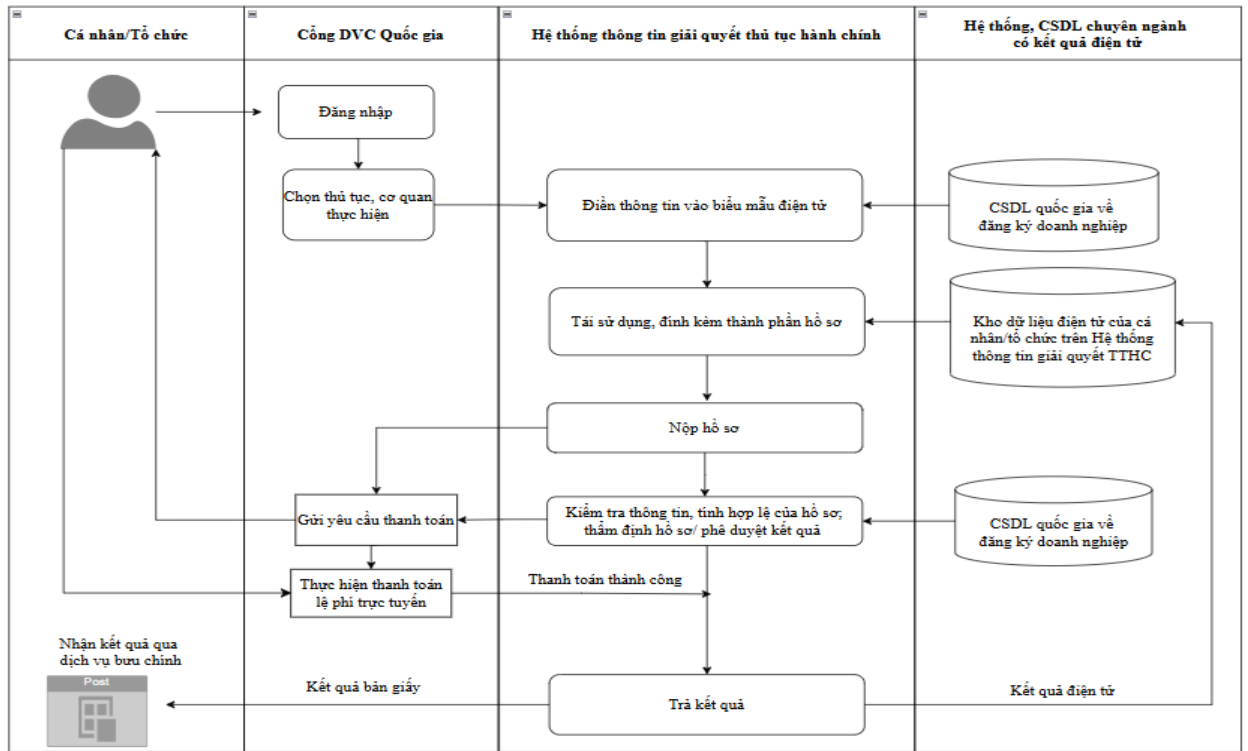 Cá nhân/Tổ chức
Cổng DVC Quốc gia
Hệ thống thông tin giải quyết thủ tục hành chính
Hệ thống, CSDL chuyên ngành
có kết quả điện tử
Đăng nhập
Chọn thủ tục, cơ quan
thực hiện
Điền thông tin vào biểu mẫu điện tử
CSDL quốc gia về
đăng ký doanh nghiệp
Tái sử dụng, đính kèm thành phần hồ sơ
Kho dữ liệu điện tử của cá
nhân/tổ chức trên Hệ thống
thông tin giải quyết TTHC
Nộp hồ sơ
Gửi yêu cầu thanh toán
Kiểm tra thông tin, tính hợp lệ của hồ sơ;
thẩm định hồ sơ/ phê duyệt kết quả
CSDL quốc gia về
đăng ký doanh nghiệp
Thực hiện thanh toán
lệ phí trực tuyến
Thanh toán thành công
Nhận kết quả qua
dịch vụ bưu chính
Post
Kết quả bản giấy
Trả kết quả
Kết quả điện tử